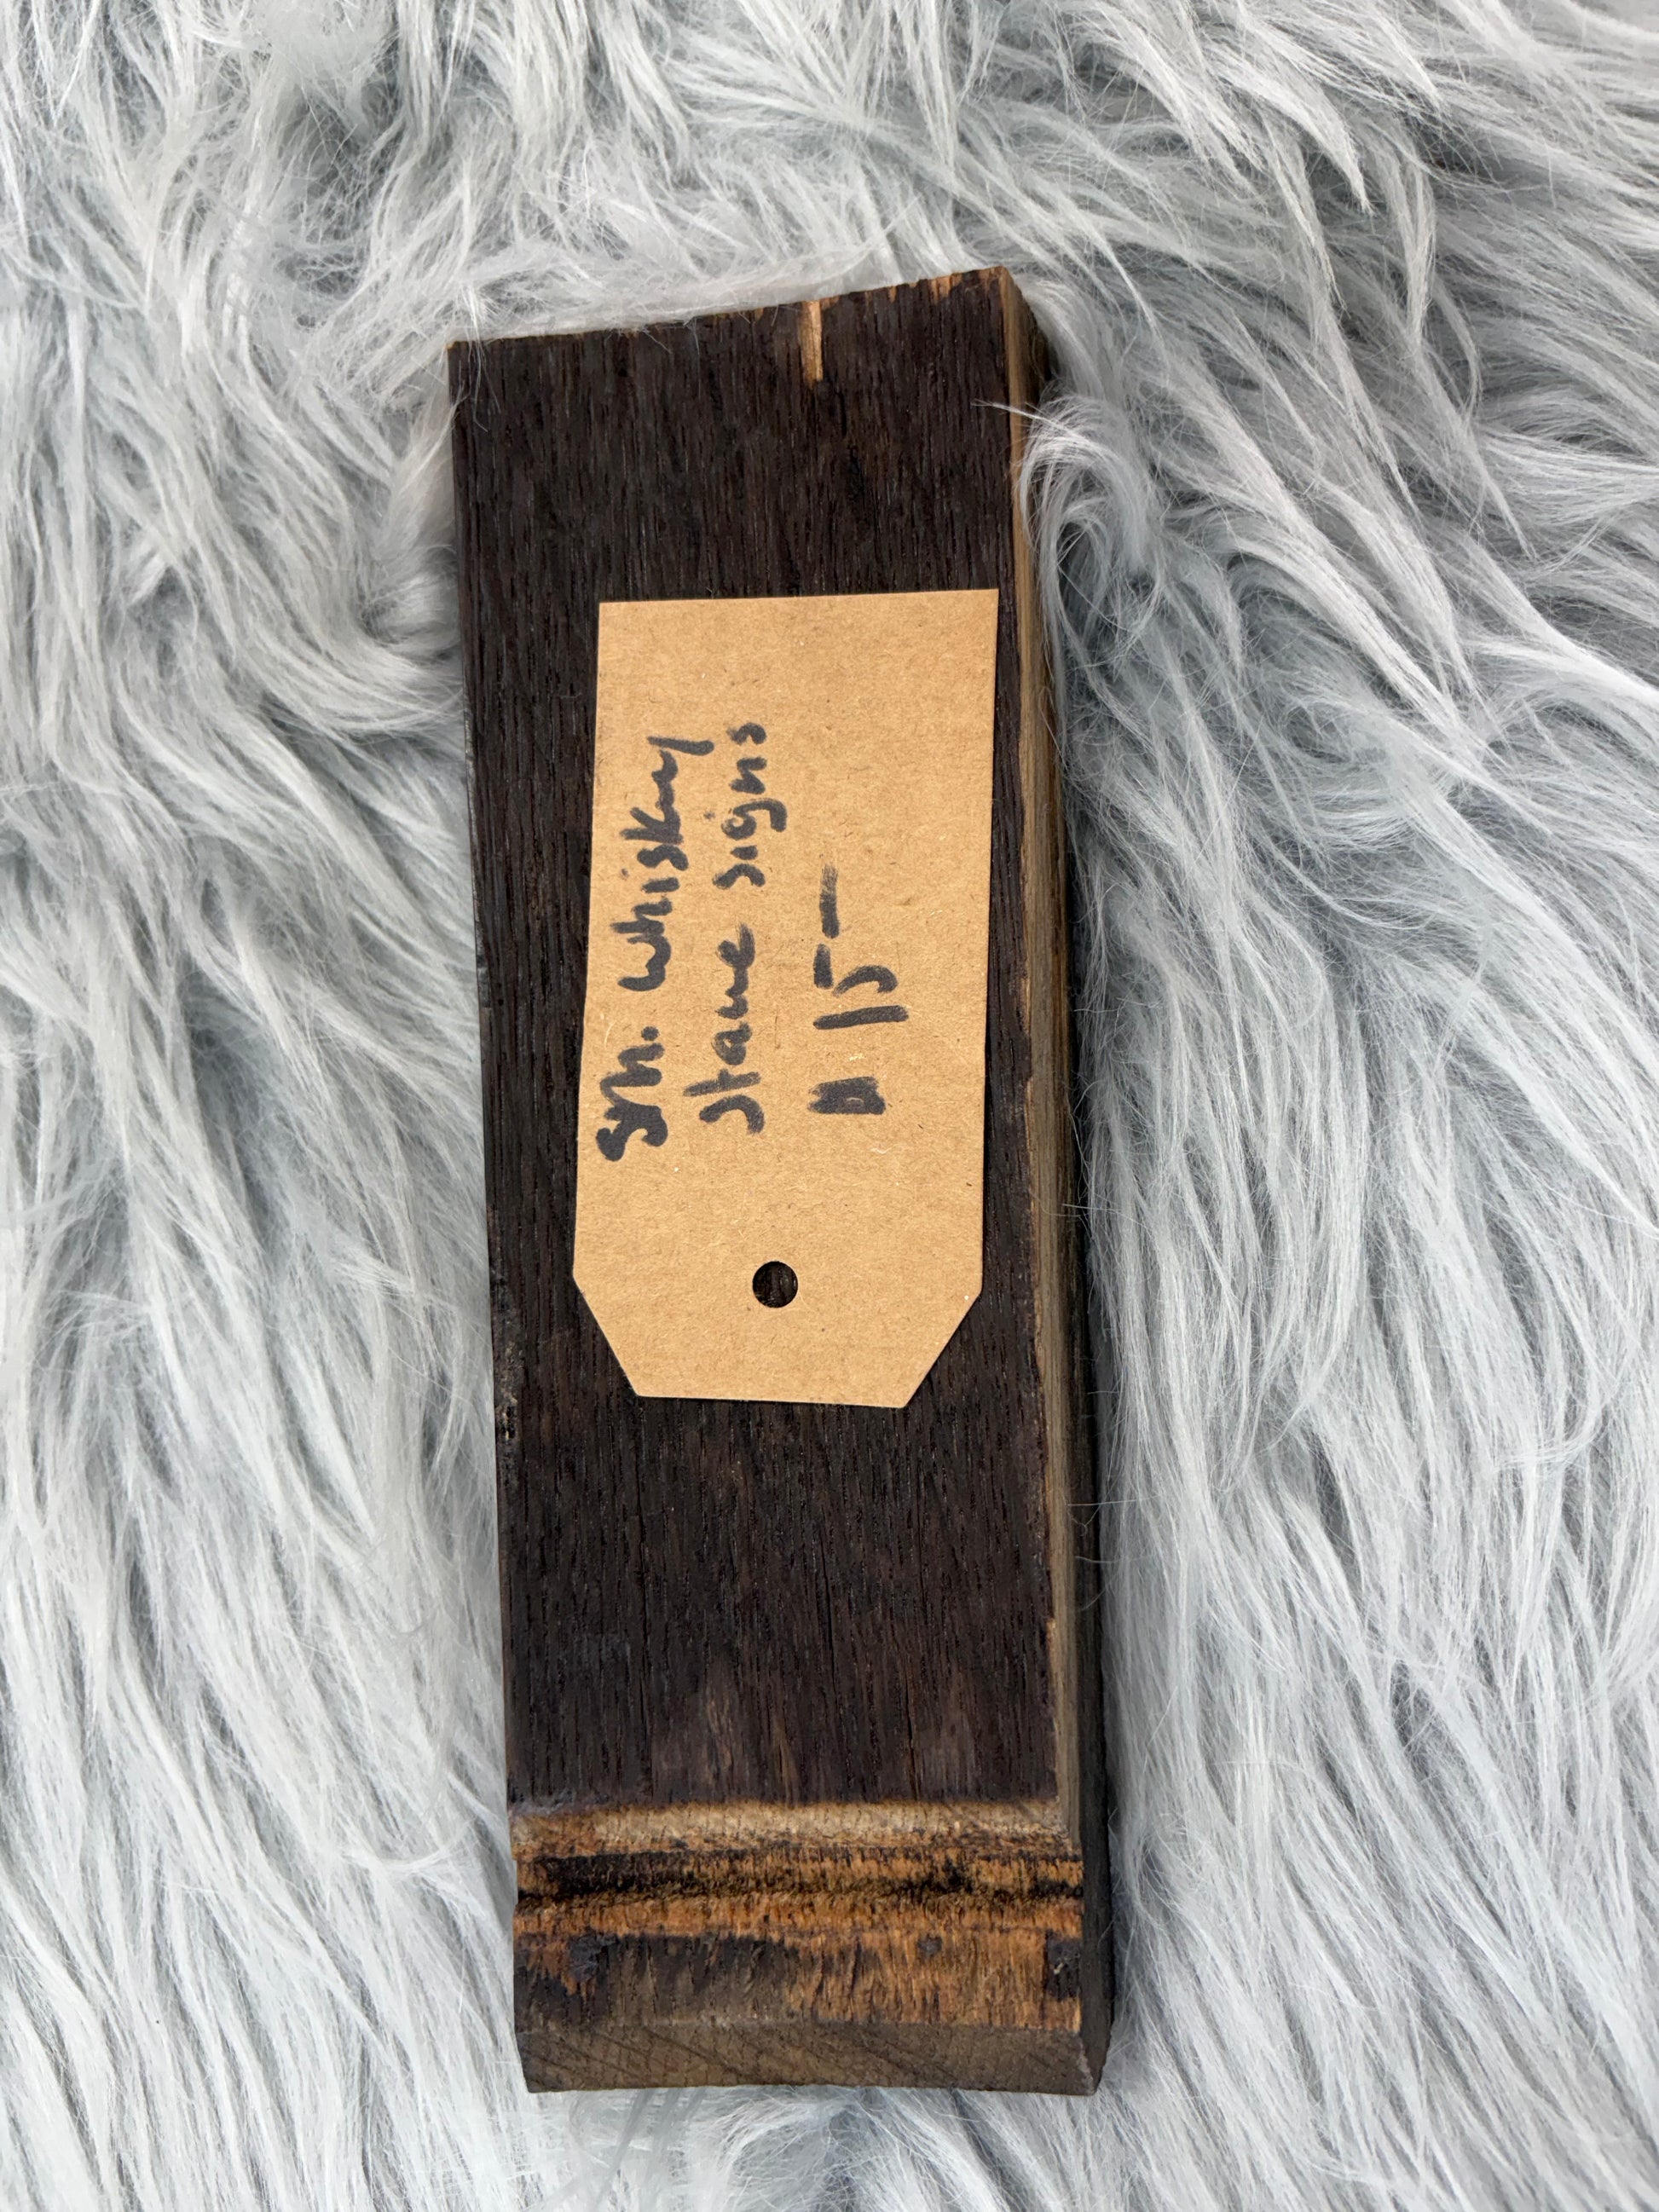 sm. whiskey
stave signs
15-